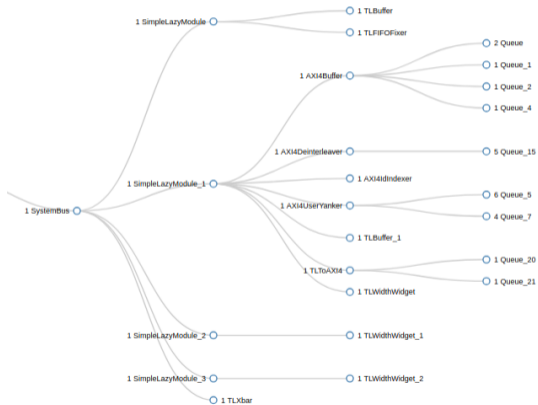 1 TLBuffer
1 SimpleLazyModule
1 TLFIFOFixer
2 Queue
1 Queue_1
1 AXI4Buffer
1 Queue_2
1 Queue_4
1 AXI4Deinterleaver
5 Queue_15
1 AXI4IdIndexer
1 SimpleLazyModule_1
6 Queue_5
1 AXI4UserYanker
1 SystemBus
4 Queue_7
1 TLBuffer_1
1 Queue_20
1 TLToAXI4
1 Queue_21
1 TLWidthWidget
1 SimpleLazyModule_2
1 TLWidthWidget_1
1 SimpleLazyModule_3
1 TLWidthWidget_2
1 TLXbar